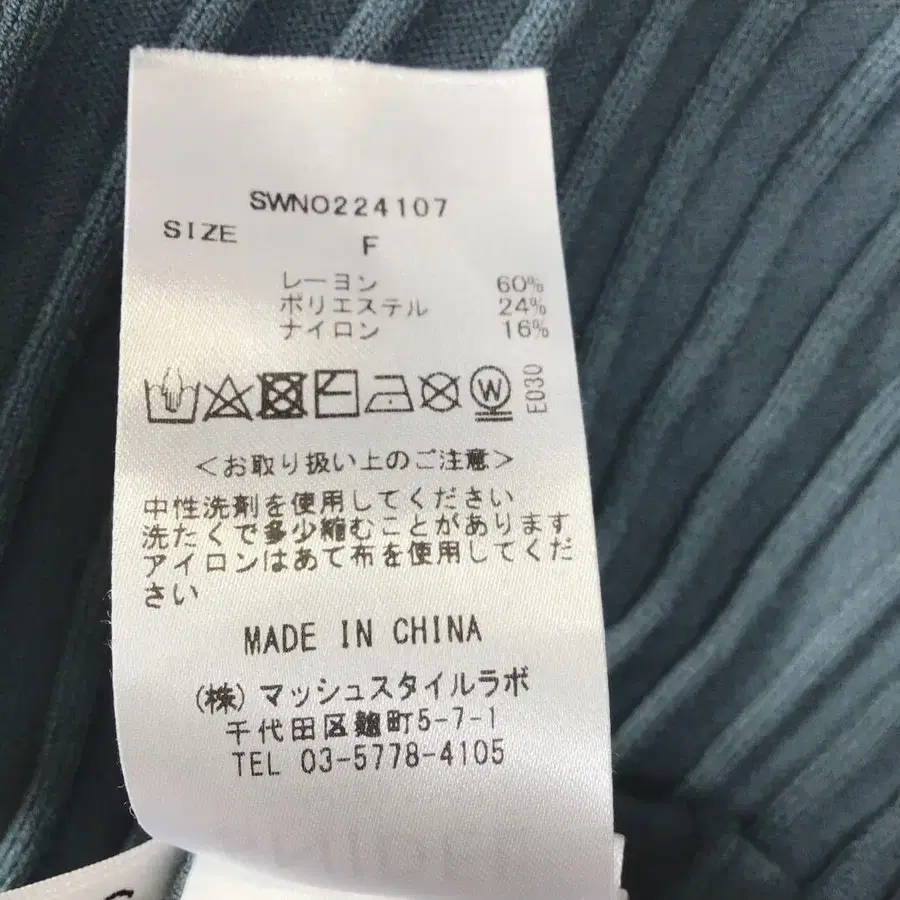 SWNO224107
SIZE F
レーヨン 60%
ポリエステル 24%
ナイロン 16%
W
E030
<お取り扱い上のご注意>
中性洗剤を使用してください
洗たくで多少縮むことがあります
アイロンはあて布を使用してくだ
さい
MADE IN CHINA
(株)マッシュスタイルラボ
千代田区麹町5-7-1
TEL 03-5778-4105